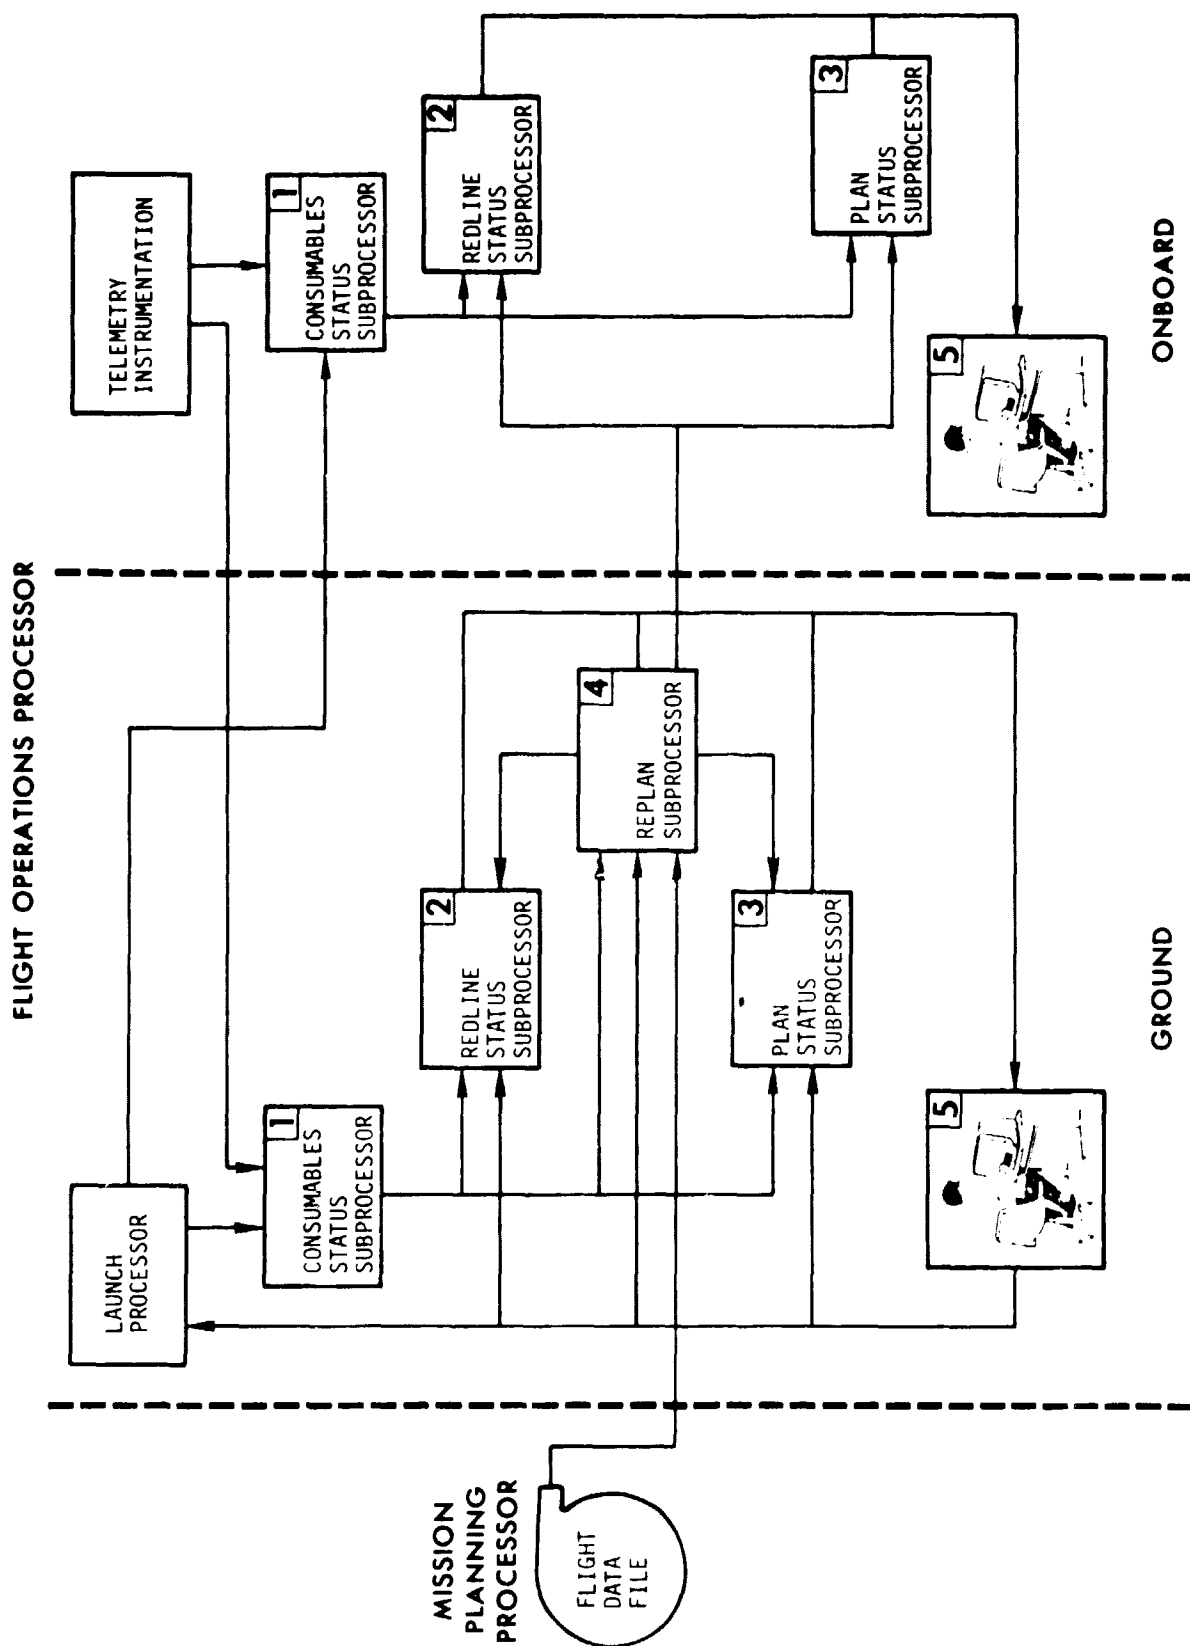 FLIGHT OPERATIONS PROCESSOR
MISSION
PLANNING
PROCESSOR
FLIGHT
DATA
FILE
LAUNCH
PROCESSOR
1
CONSUMABLES
STATUS
SUBPROCESSOR
2
REDLINE
STATUS
SUBPROCESSOR
3
PLAN
STATUS
SUBPROCESSOR
4
REPLAN
SUBPROCESSOR
5
GROUND
TELEMETRY
INSTRUMENTATION
1
CONSUMABLES
STATUS
SUBPROCESSOR
2
REDLINE
STATUS
SUBPROCESSOR
3
PLAN
STATUS
SUBPROCESSOR
5
ONBOARD